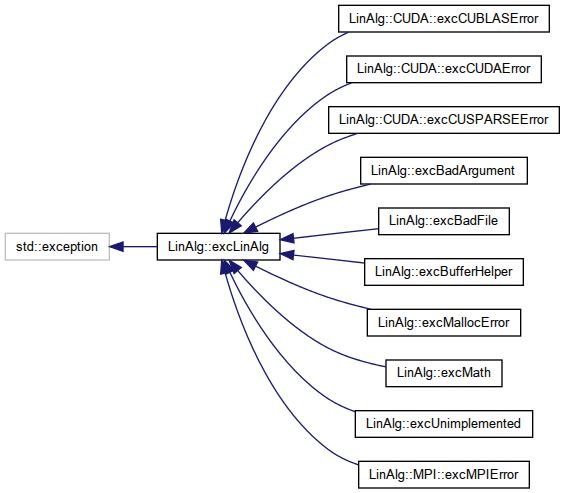 LinAlg::CUDA::excCUBLASError
LinAlg::CUDA::excCUDAError
LinAlg::CUDA::excCUSPARSEError
LinAlg::excBadArgument
LinAlg::excBadFile
std::exception
LinAlg::excLinAlg
LinAlg::excBufferHelper
LinAlg::excMallocError
LinAlg::excMath
LinAlg::excUnimplemented
LinAlg::MPI::excMPIError